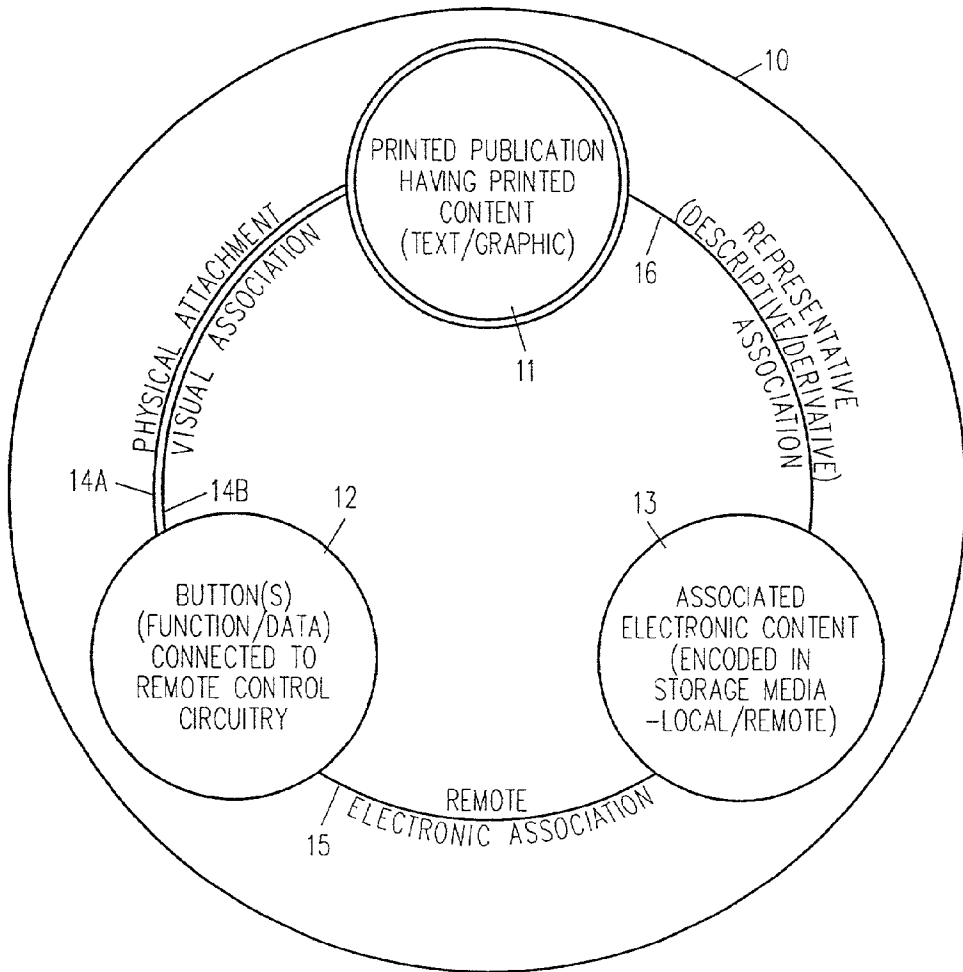 10
PRINTED PUBLICATION
HAVING PRINTED
CONTENT
(TEXT/GRAPHIC)
11
16
REPRESENTATIVE
(DESCRIPTIVE/DERIVATIVE)
ASSOCIATION
PHYSICAL ATTACHMENT
VISUAL ASSOCIATION
14A
14B
12
BUTTON(S)
(FUNCTION/DATA)
CONNECTED TO
REMOTE CONTROL
CIRCUITRY
13
ASSOCIATED
ELECTRONIC CONTENT
(ENCODED IN
STORAGE MEDIA
-LOCAL/REMOTE)
REMOTE
ELECTRONIC ASSOCIATION
15